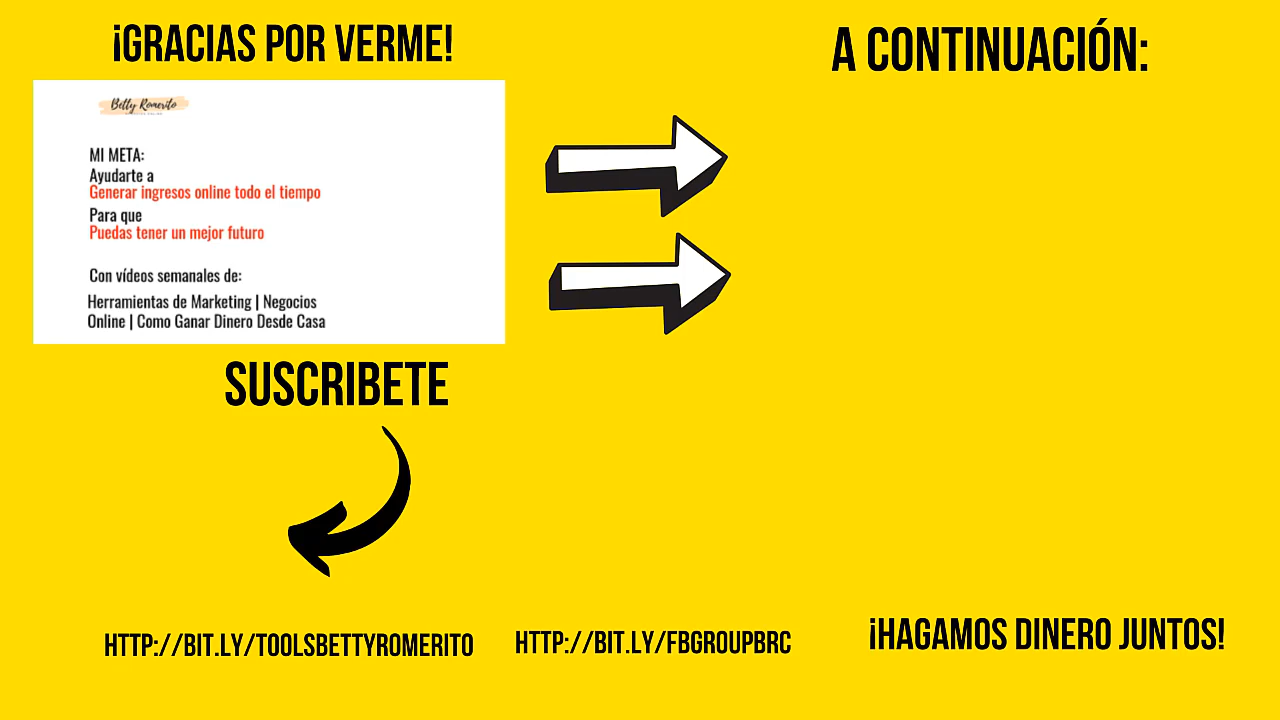 ¡GRACIAS POR VERME!
A CONTINUACIÓN:
Betty Romerito
MI META:
Ayudarte a
Generar ingresos online todo el tiempo
Para que
Puedas tener un mejor futuro
Con vídeos semanales de:
Herramientas de Marketing | Negocios
Online | Como Ganar Dinero Desde Casa
SUSCRIBETE
HTTP://BIT.LY/TOOLSBETTYROMERITO
HTTP://BIT.LY/FBGROUPBRC
¡HAGAMOS DINERO JUNTOS!